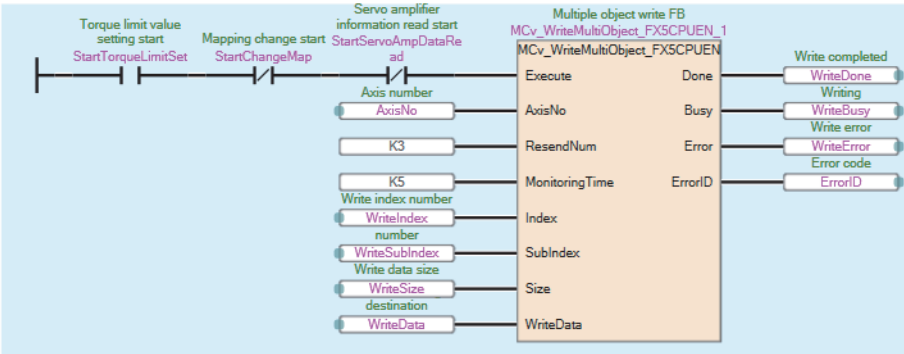 Torque limit value
setting start
StartTorqueLimitSet
Mapping change start
StartChangeMap
Servo amplifier
information read start
StartServoAmpDataRe
ad
Multiple object write FB
MCv_WriteMultiObject_FX5CPUEN_1
MCv_WriteMultiObject_FX5CPUEN
Execute
Done
Write completed
WriteDone
Axis number
AxisNo
AxisNo
Busy
Writing
WriteBusy
K3
ResendNum
Error
Write error
WriteError
K5
MonitoringTime
ErrorID
Error code
ErrorID
Write index number
WriteIndex
Index
number
WriteSubIndex
SubIndex
Write data size
WriteSize
Size
destination
WriteData
WriteData